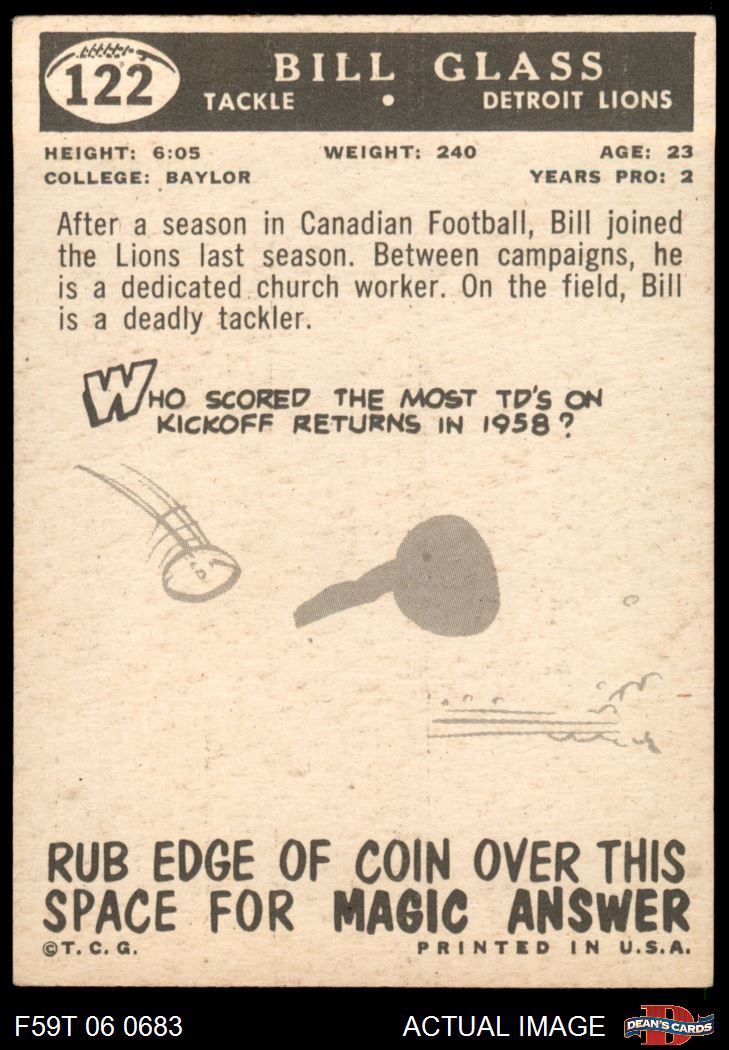 122
BILL GLASS
TACKLE • DETROIT LIONS
HEIGHT: 6:05 WEIGHT: 240 AGE: 23
COLLEGE: BAYLOR YEARS PRO: 2
After a season in Canadian Football, Bill joined
the Lions last season. Between campaigns, he
is a dedicated church worker. On the field, Bill
is a deadly tackler.
WHO SCORED THE MOST TD'S ON
KICKOFF RETURNS IN 1958?
RUB EDGE OF COIN OVER THIS
SPACE FOR MAGIC ANSWER
©T. C. G. PRINTED IN U.S.A.
F59T 06 0683 ACTUAL IMAGE
D
DEAN'S CARDS